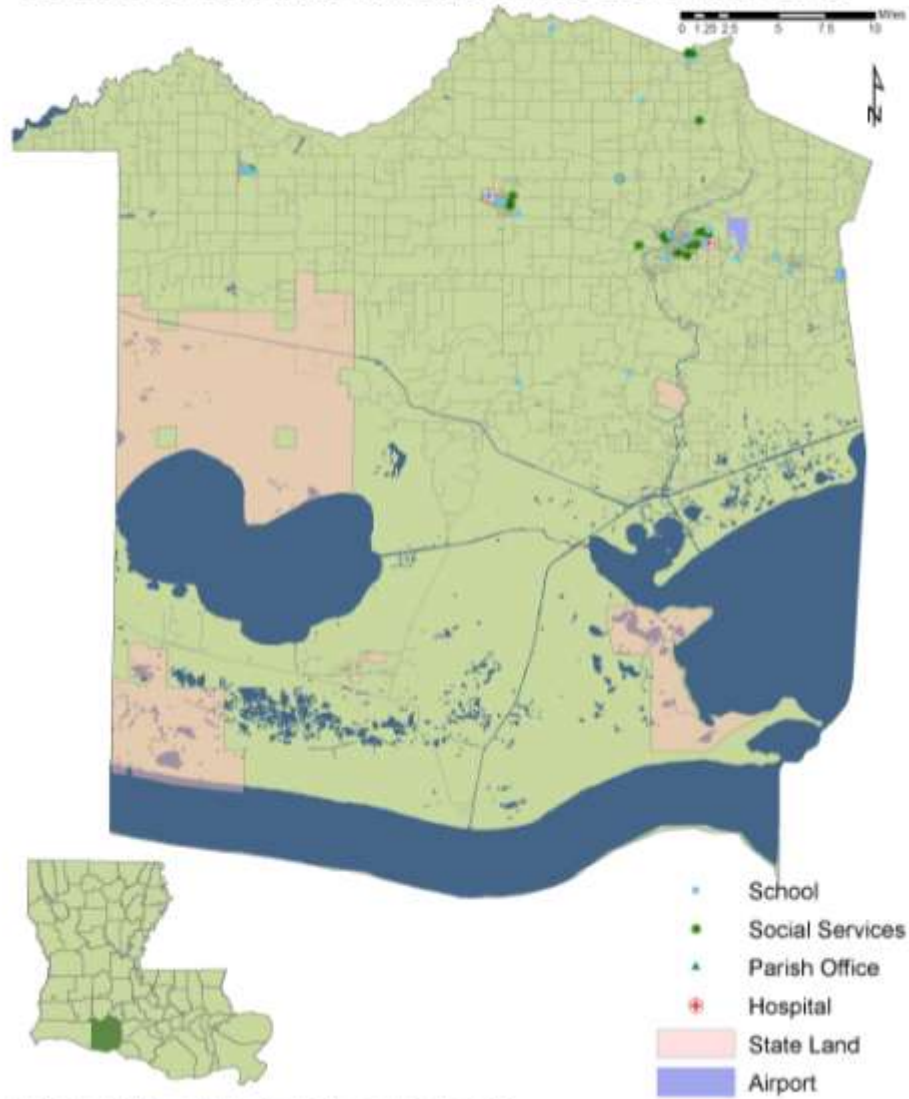 Miles
0 1.25 2.5 5 7.5 10
N
School
Social Services
Parish Office
Hospital
State Land
Airport